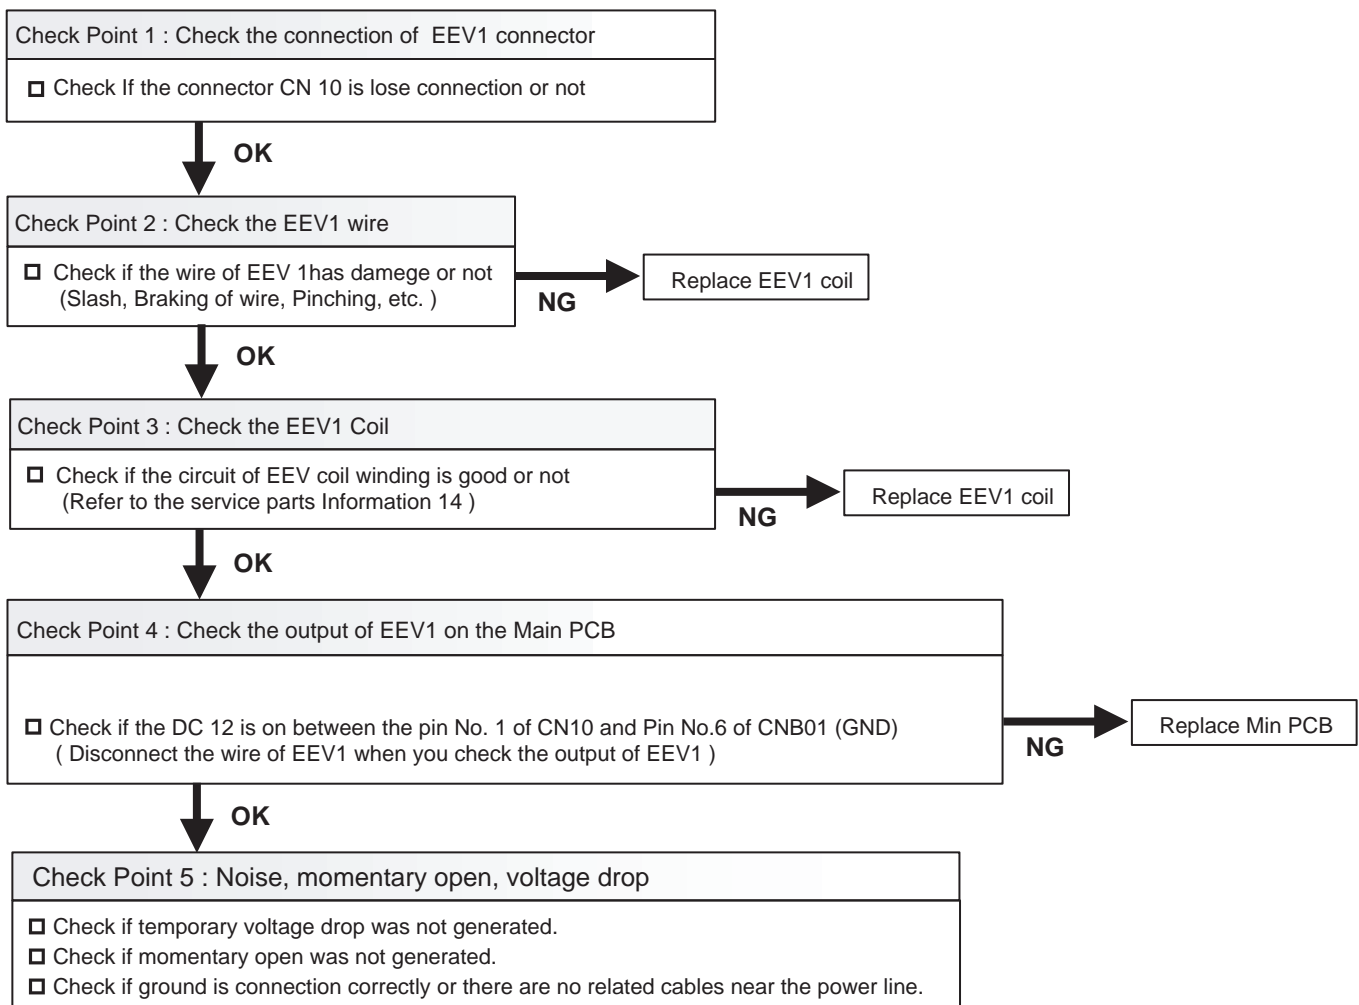 Check Point 1 : Check the connection of EEV1 connector
Check If the connector CN 10 is lose connection or not
OK
Check Point 2 : Check the EEV1 wire
Check if the wire of EEV 1has damege or not
(Slash, Braking of wire, Pinching, etc. )
NG
Replace EEV1 coil
OK
Check Point 3 : Check the EEV1 Coil
Check if the circuit of EEV coil winding is good or not
(Refer to the service parts Information 14 )
NG
Replace EEV1 coil
OK
Check Point 4 : Check the output of EEV1 on the Main PCB
Check if the DC 12 is on between the pin No. 1 of CN10 and Pin No.6 of CNB01 (GND)
( Disconnect the wire of EEV1 when you check the output of EEV1 )
NG
Replace Min PCB
OK
Check Point 5 : Noise, momentary open, voltage drop
Check if temporary voltage drop was not generated.
Check if momentary open was not generated.
Check if ground is connection correctly or there are no related cables near the power line.